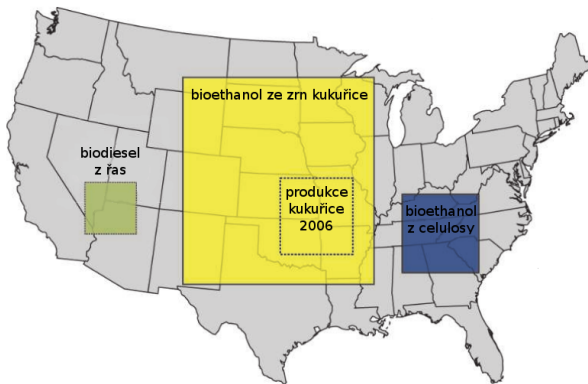 bioethanol ze zrn kukuřice
biodiesel
z řas
produkce
kukuřice
2006
bioethanol
z celulosy